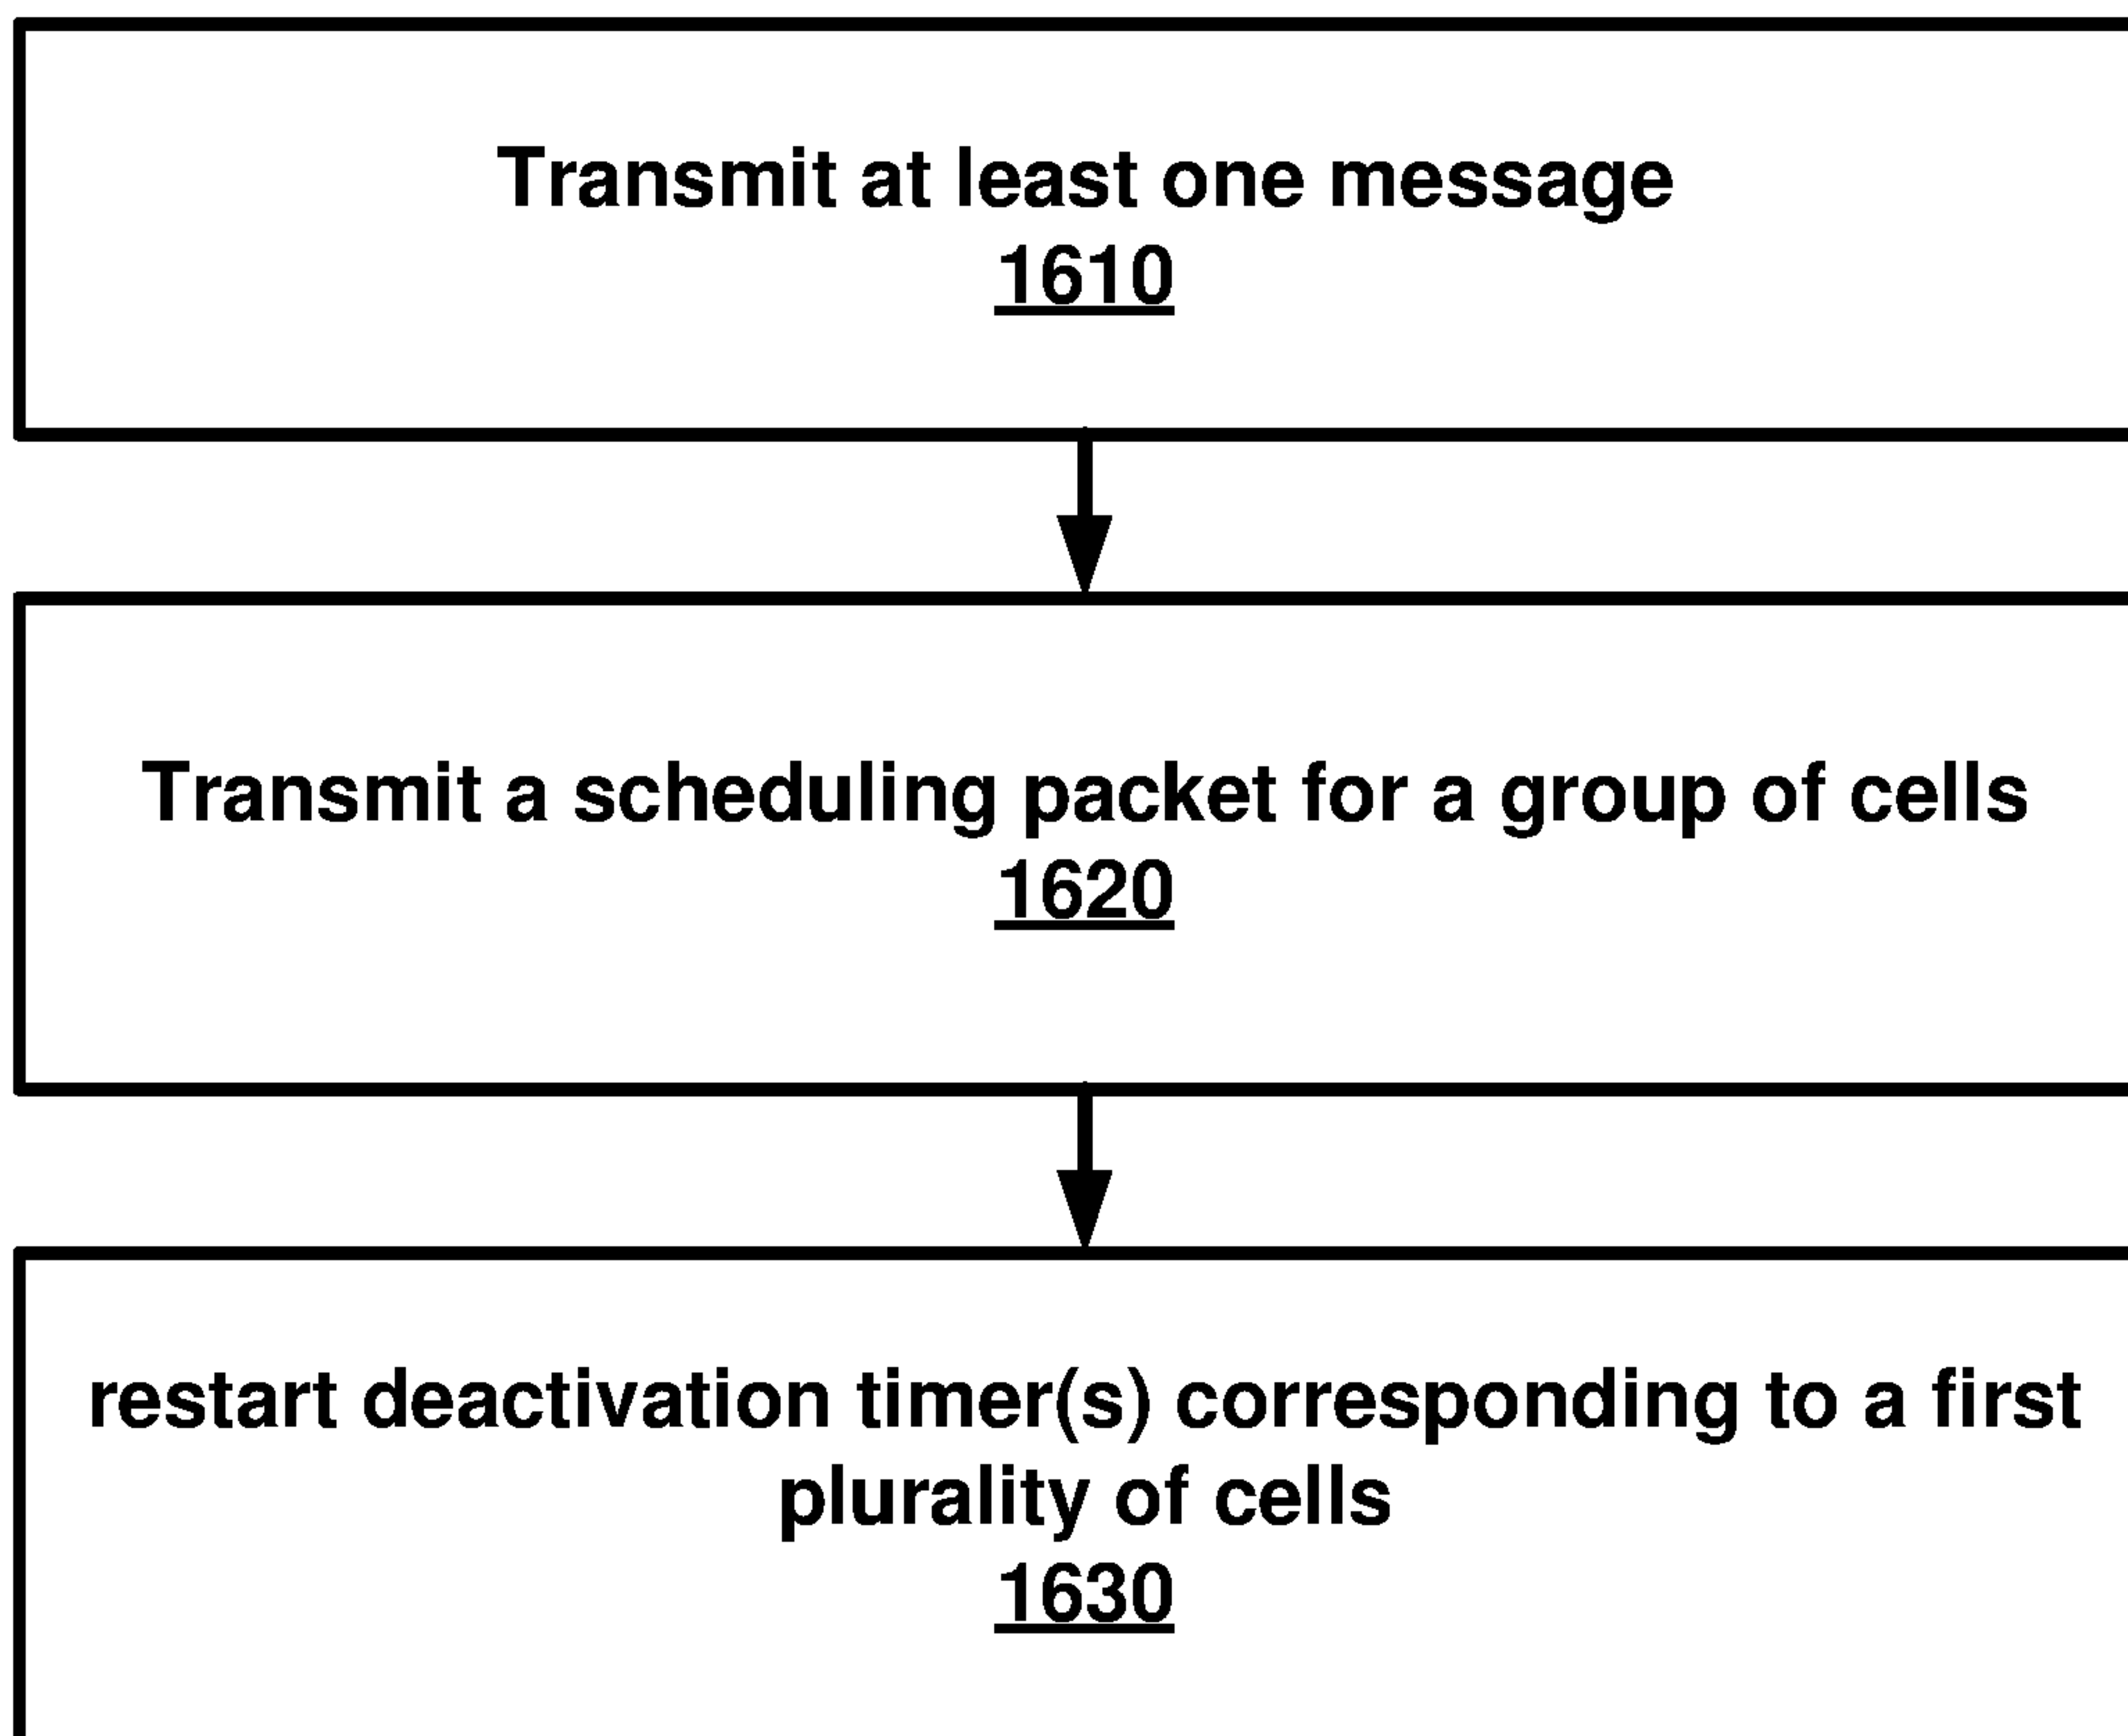 Transmit at least one message
1610
Transmit a scheduling packet for a group of cells
1620
restart deactivation timer(s) corresponding to a first
plurality of cells
1630